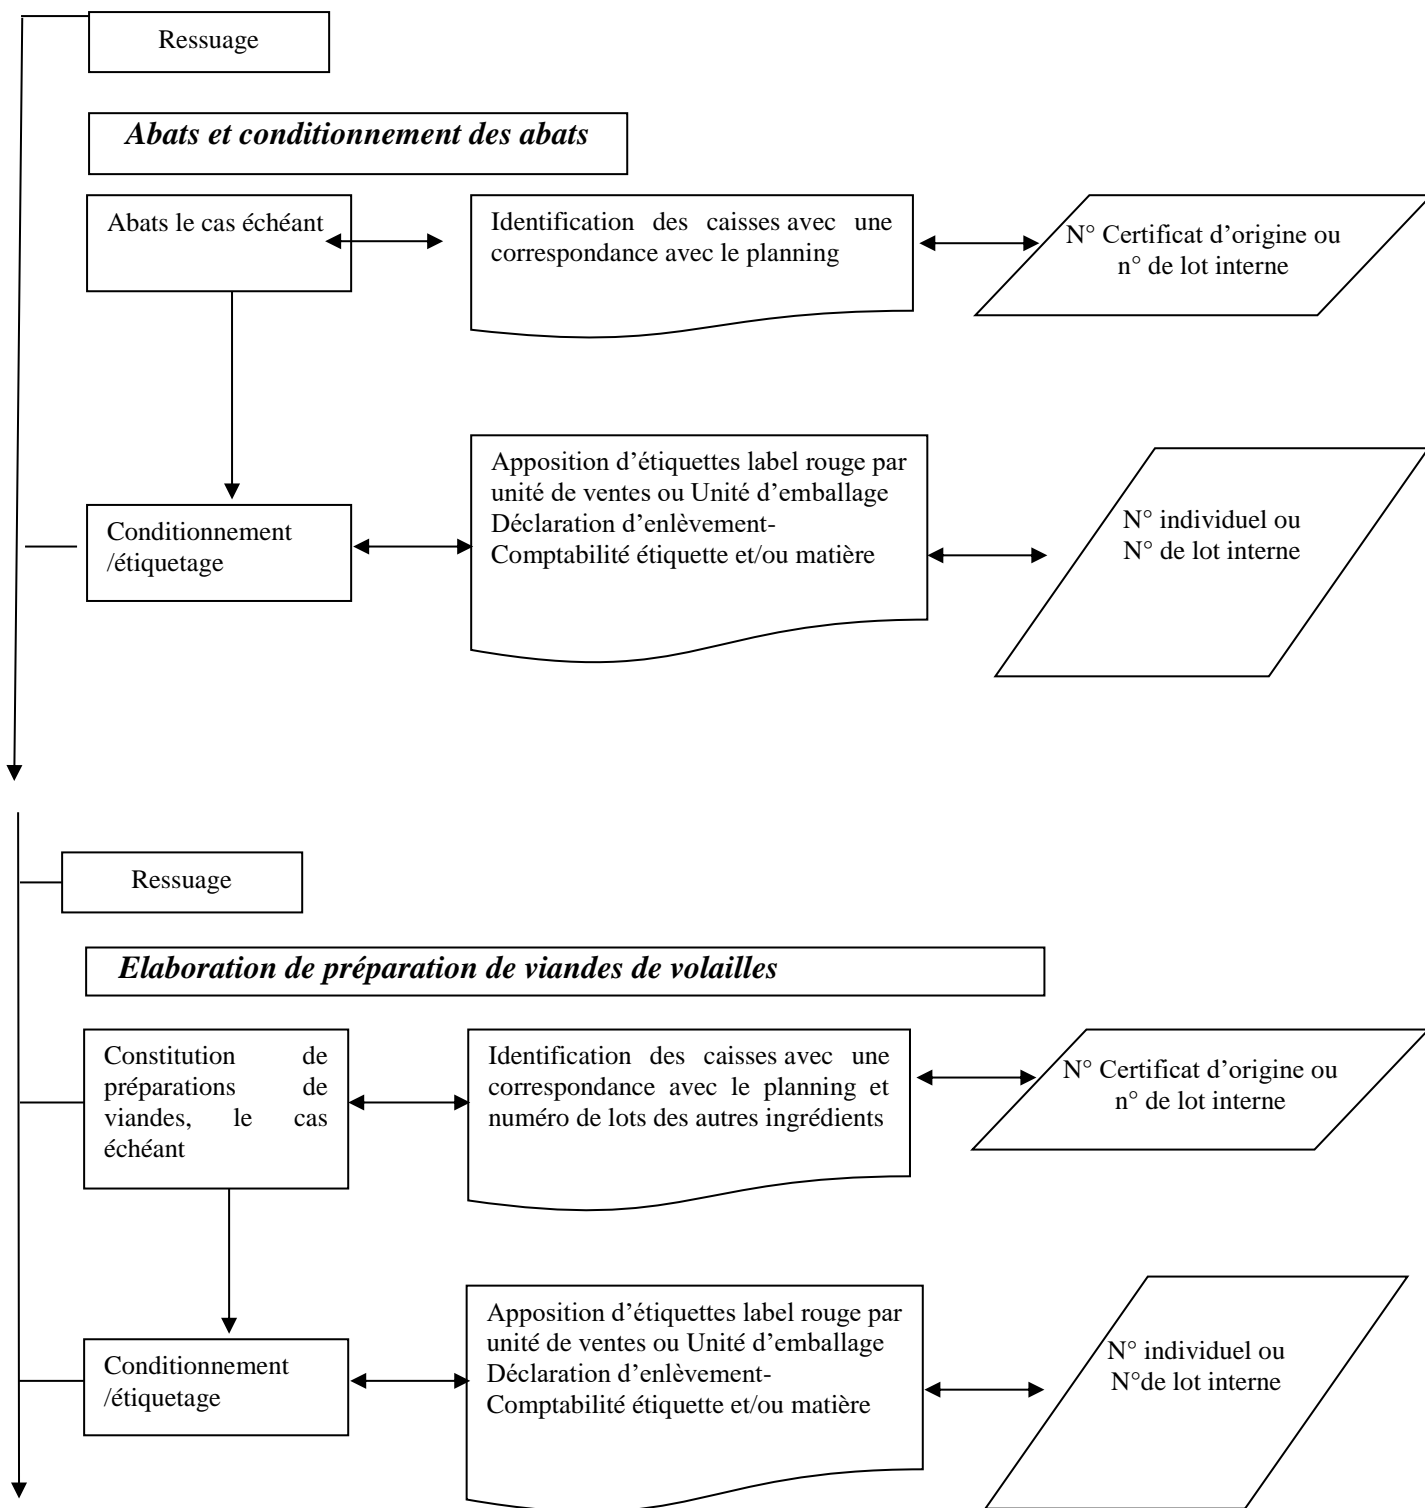 Ressuage
Abats et conditionnement des abats
Abats le cas échéant
Identification des caisses avec une
correspondance avec le planning
N° Certificat d'origine ou
n° de lot interne
Apposition d'étiquettes label rouge par
unité de ventes ou Unité d'emballage
Déclaration d'enlèvement-
Comptabilité étiquette et/ou matière
Conditionnement
/étiquetage
N° individuel ou
N° de lot interne
Ressuage
Elaboration de préparation de viandes de volailles
Constitution de
préparations de
viandes, le cas
échéant
Identification des caisses avec une
correspondance avec le planning et
numéro de lots des autres ingrédients
N° Certificat d'origine ou
n° de lot interne
Conditionnement
/étiquetage
Apposition d'étiquettes label rouge par
unité de ventes ou Unité d'emballage
Déclaration d'enlèvement-
Comptabilité étiquette et/ou matière
N° individuel ou
N°de lot interne